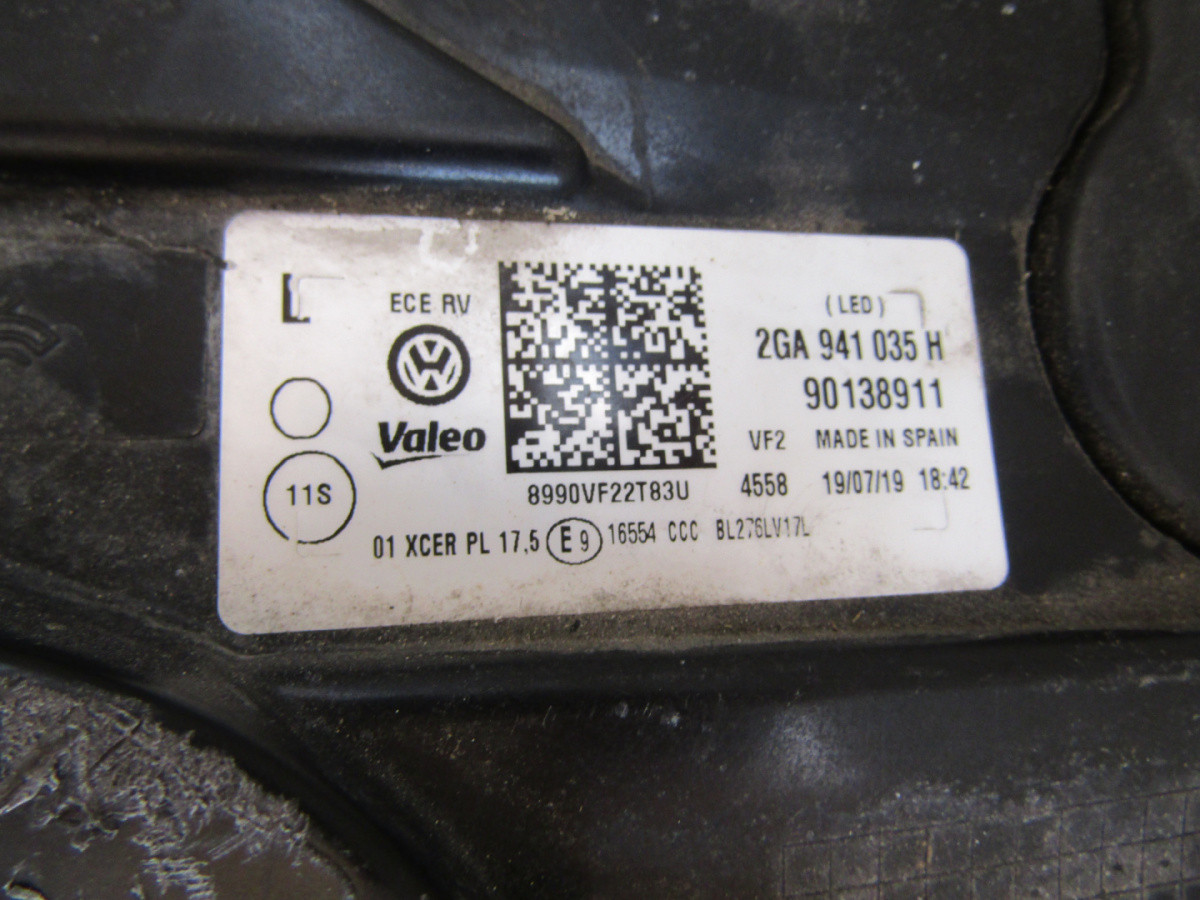 L
ECE RV
(LED)
2GA 941 035 H
90138911
Valeo
VF2 MADE IN SPAIN
11S
8990VF22T83U
4558 19/07/19 18:42
01 XCER PL 17,5 E9 16554 CCC BL276LV17L